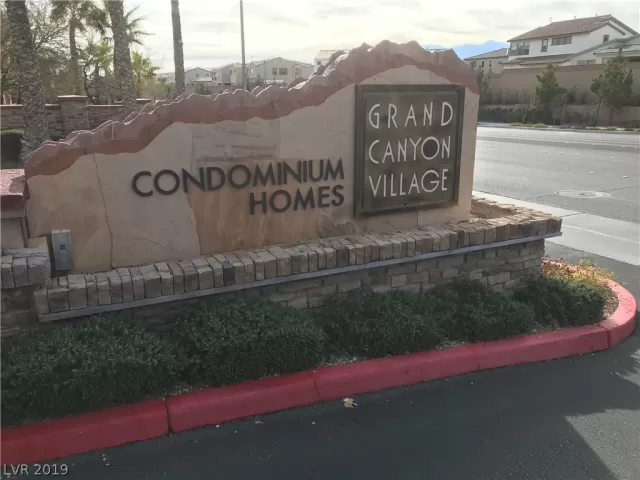 CONDOMINIUM
HOMES
GRAND
CANYON
VILLAGE
LVR 2019